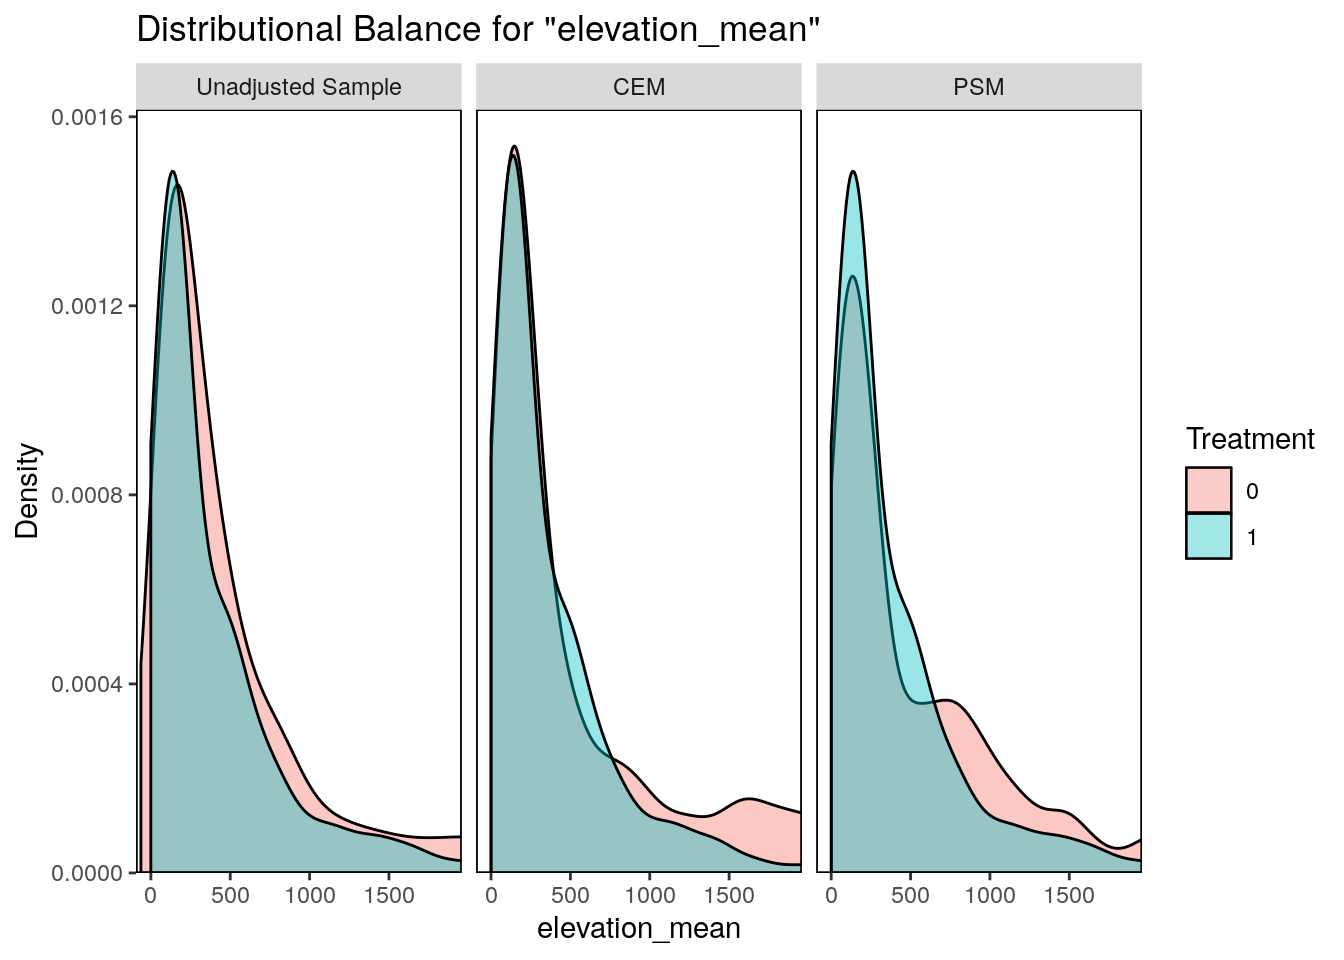 Distributional Balance for "elevation_mean"
Unadjusted Sample
CEM
PSM
0.0016
0.0012
0.0008
0.0004
0.0000
Density
0 500 1000 1500
0 500 1000 1500
0 500 1000 1500
elevation_mean
Treatment
0
1